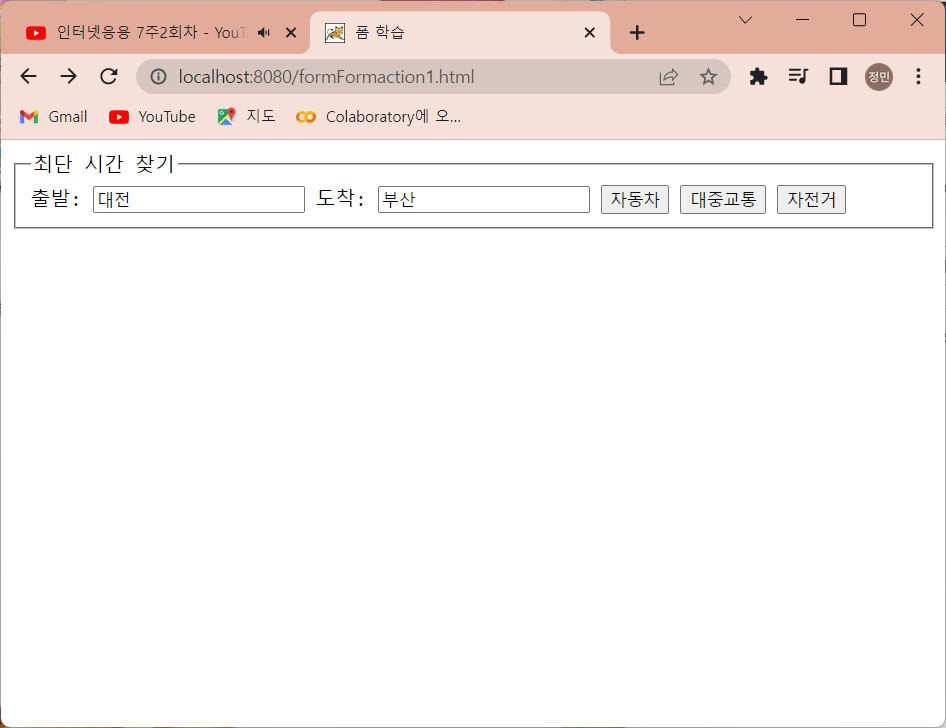 인터넷응용 7주2회차 - YouT
폼 학습
localhost:8080/formFormaction1.html
정민
Gmail YouTube 지도 Colaboratory에 오...
최단 시간 찾기
출발: 대전 도착: 부산 자동차 대중교통 자전거